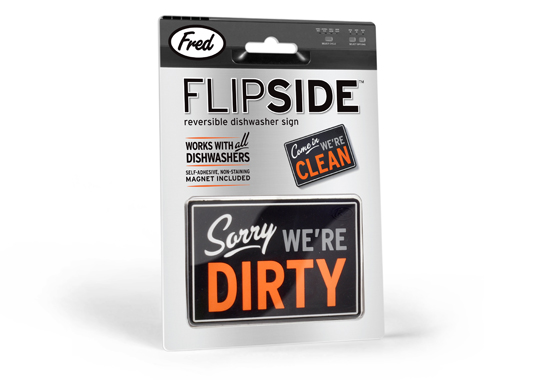 Fred
FLIPSIDE™
reversible dishwasher sign
WORKS WITH all
DISHWASHERS
SELF-ADHESIVE, NON-STAINING
MAGNET INCLUDED
Come in WE'RE
CLEAN
Sorry WE'RE
DIRTY